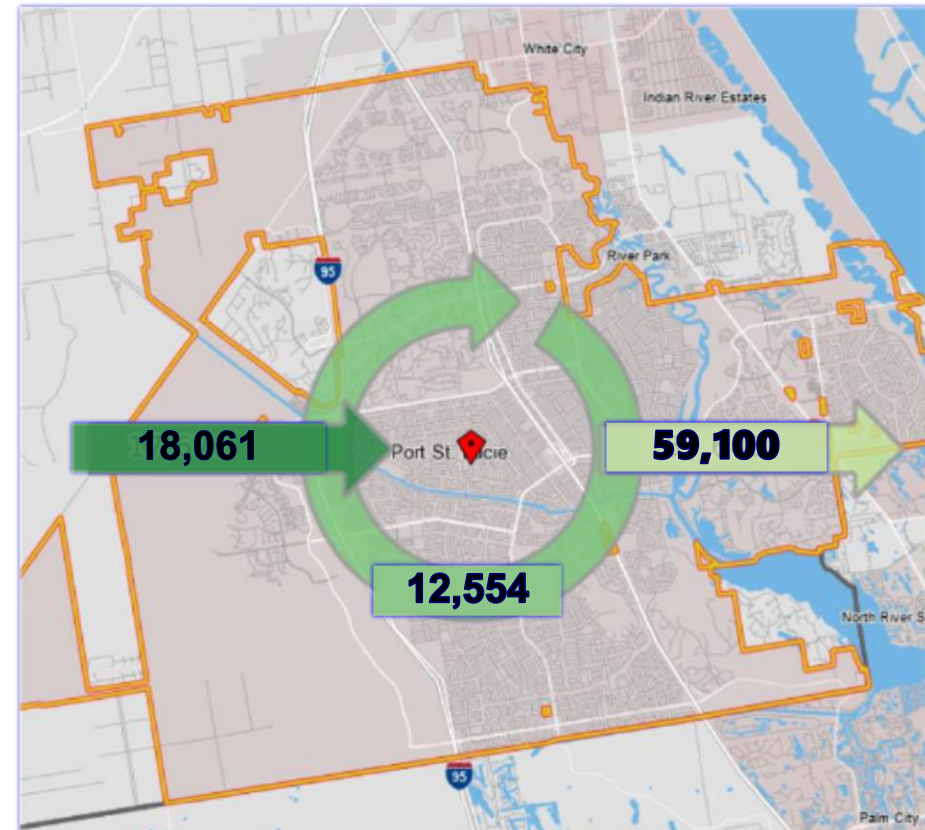 White City
Indian River Estates
River Park
95
18,061
Port St.
59,100
12,554
North River S
95
Palm City